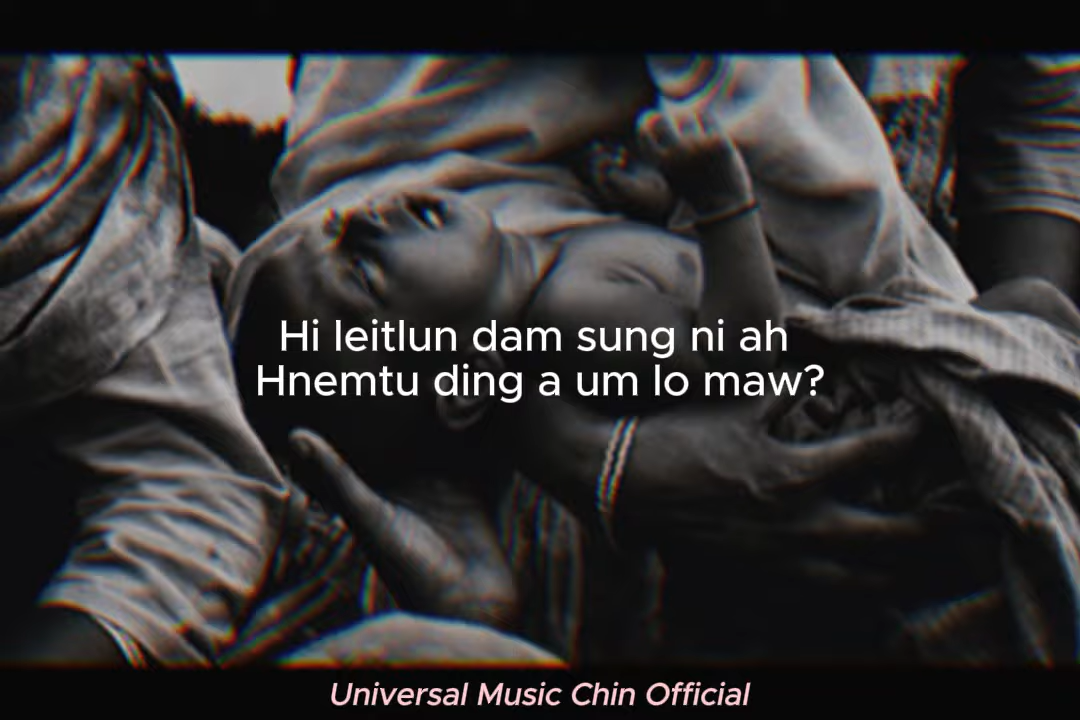 Hi leitlun dam sung ni ah
Hnemtu ding a um lo maw?
Universal Music Chin Official